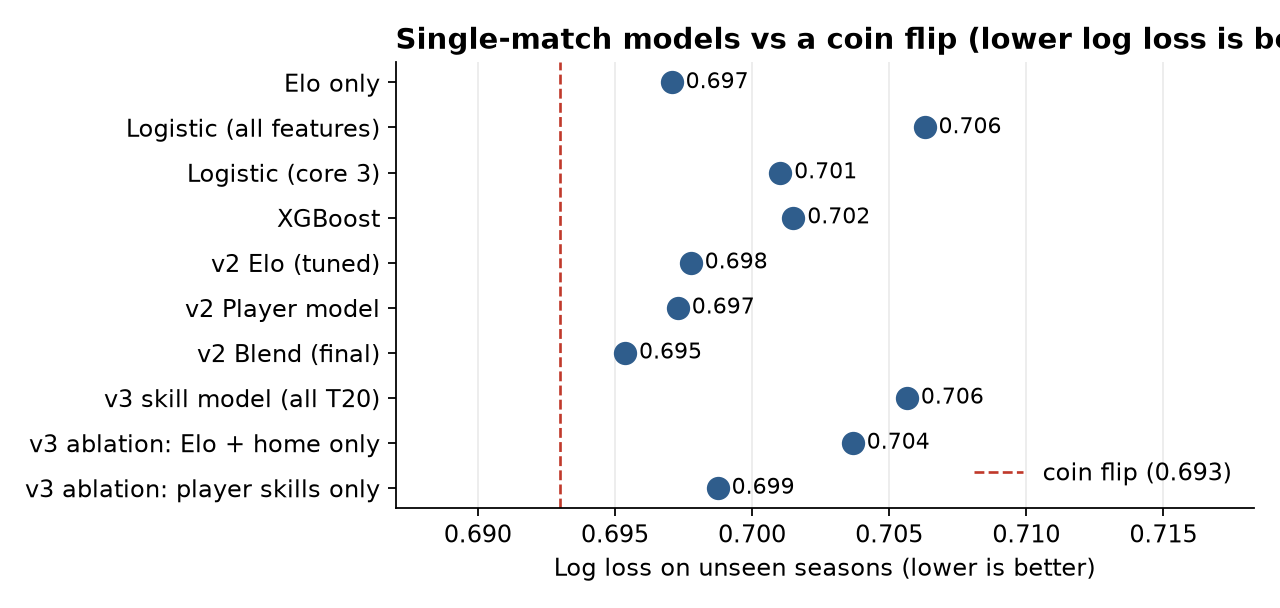 Single-match models vs a coin flip (lower log loss is be
Elo only
0.697
Logistic (all features)
0.706
Logistic (core 3)
0.701
XGBoost
0.702
v2 Elo (tuned)
0.698
v2 Player model
0.697
v2 Blend (final)
0.695
v3 skill model (all T20)
0.706
v3 ablation: Elo + home only
0.704
coin flip (0.693)
v3 ablation: player skills only
0.699
0.690 0.695 0.700 0.705 0.710 0.715
Log loss on unseen seasons (lower is better)